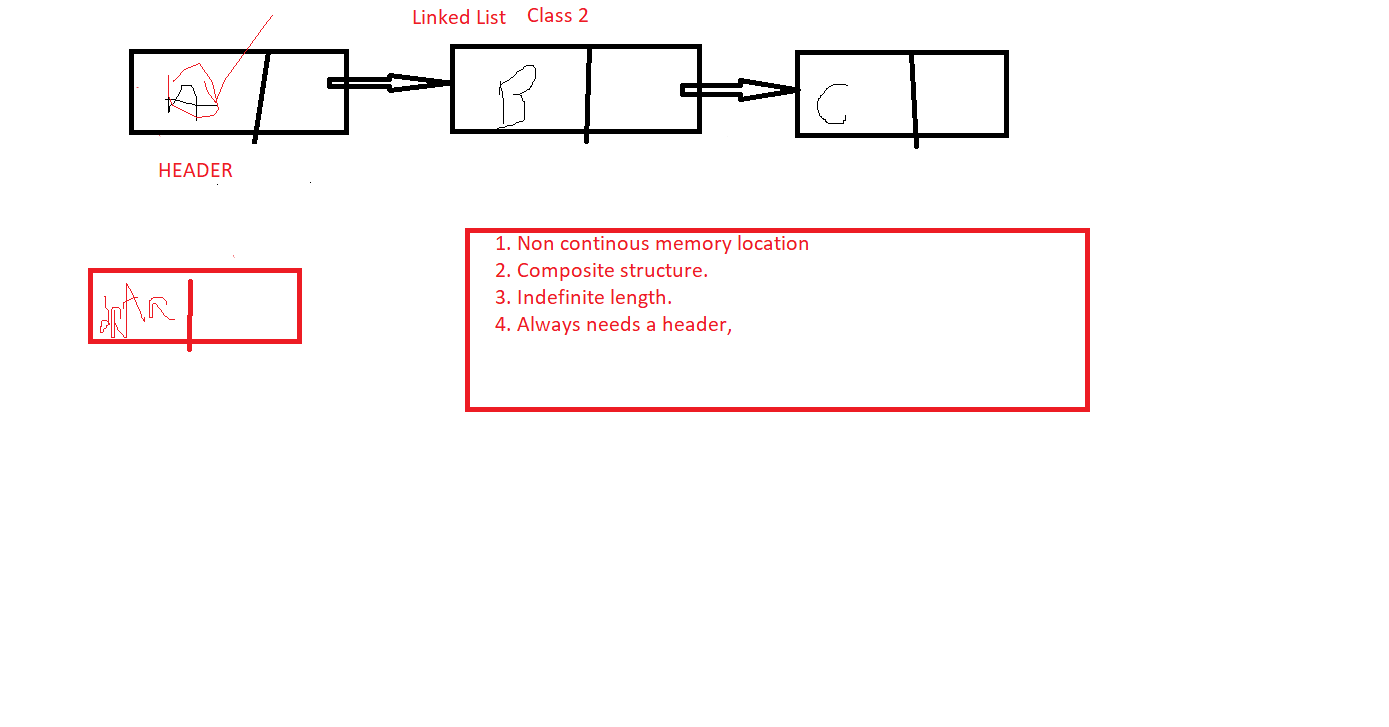 Linked List Class 2
A B C
HEADER
1. Non continous memory location
2. Composite structure.
3. Indefinite length.
4. Always needs a header,